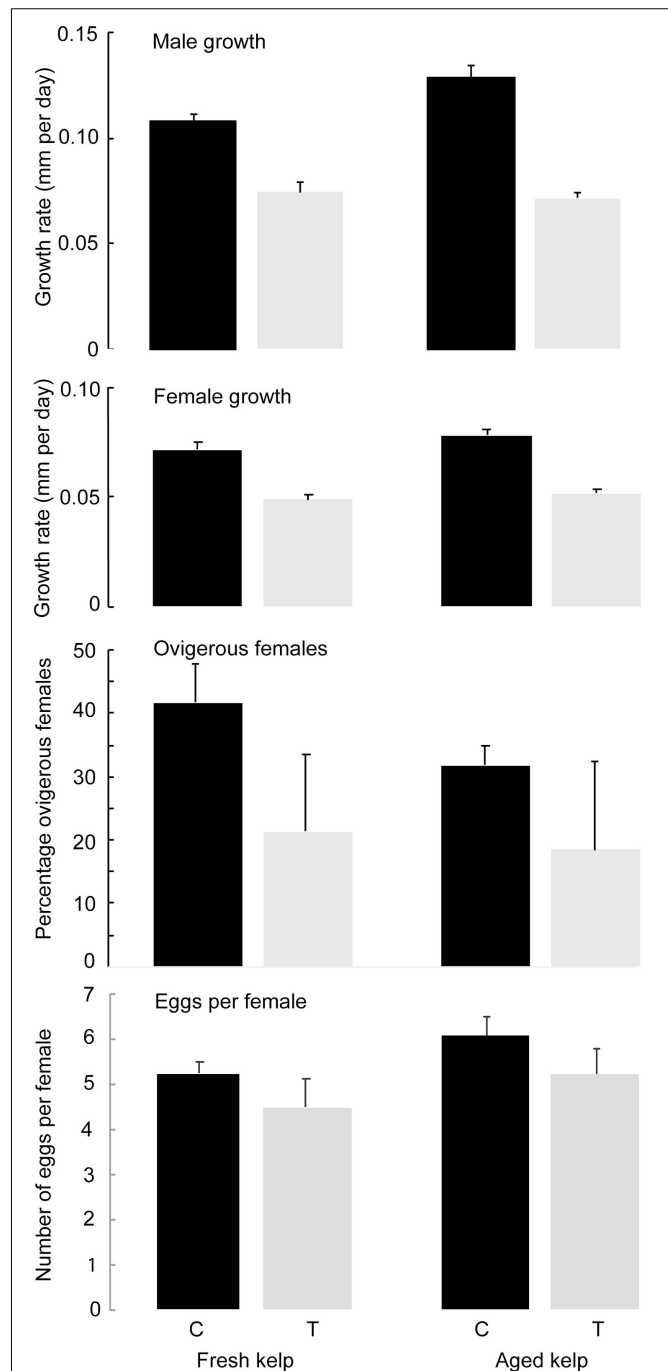 Male growth
Growth rate (mm per day)
0.15
0.10
0.05
0
Female growth
Growth rate (mm per day)
0.10
0.05
0
Ovigerous females
Percentage ovigerous females
50
40
30
20
10
0
Eggs per female
Number of eggs per female
7
6
5
4
3
2
1
0
C T C T
Fresh kelp Aged kelp